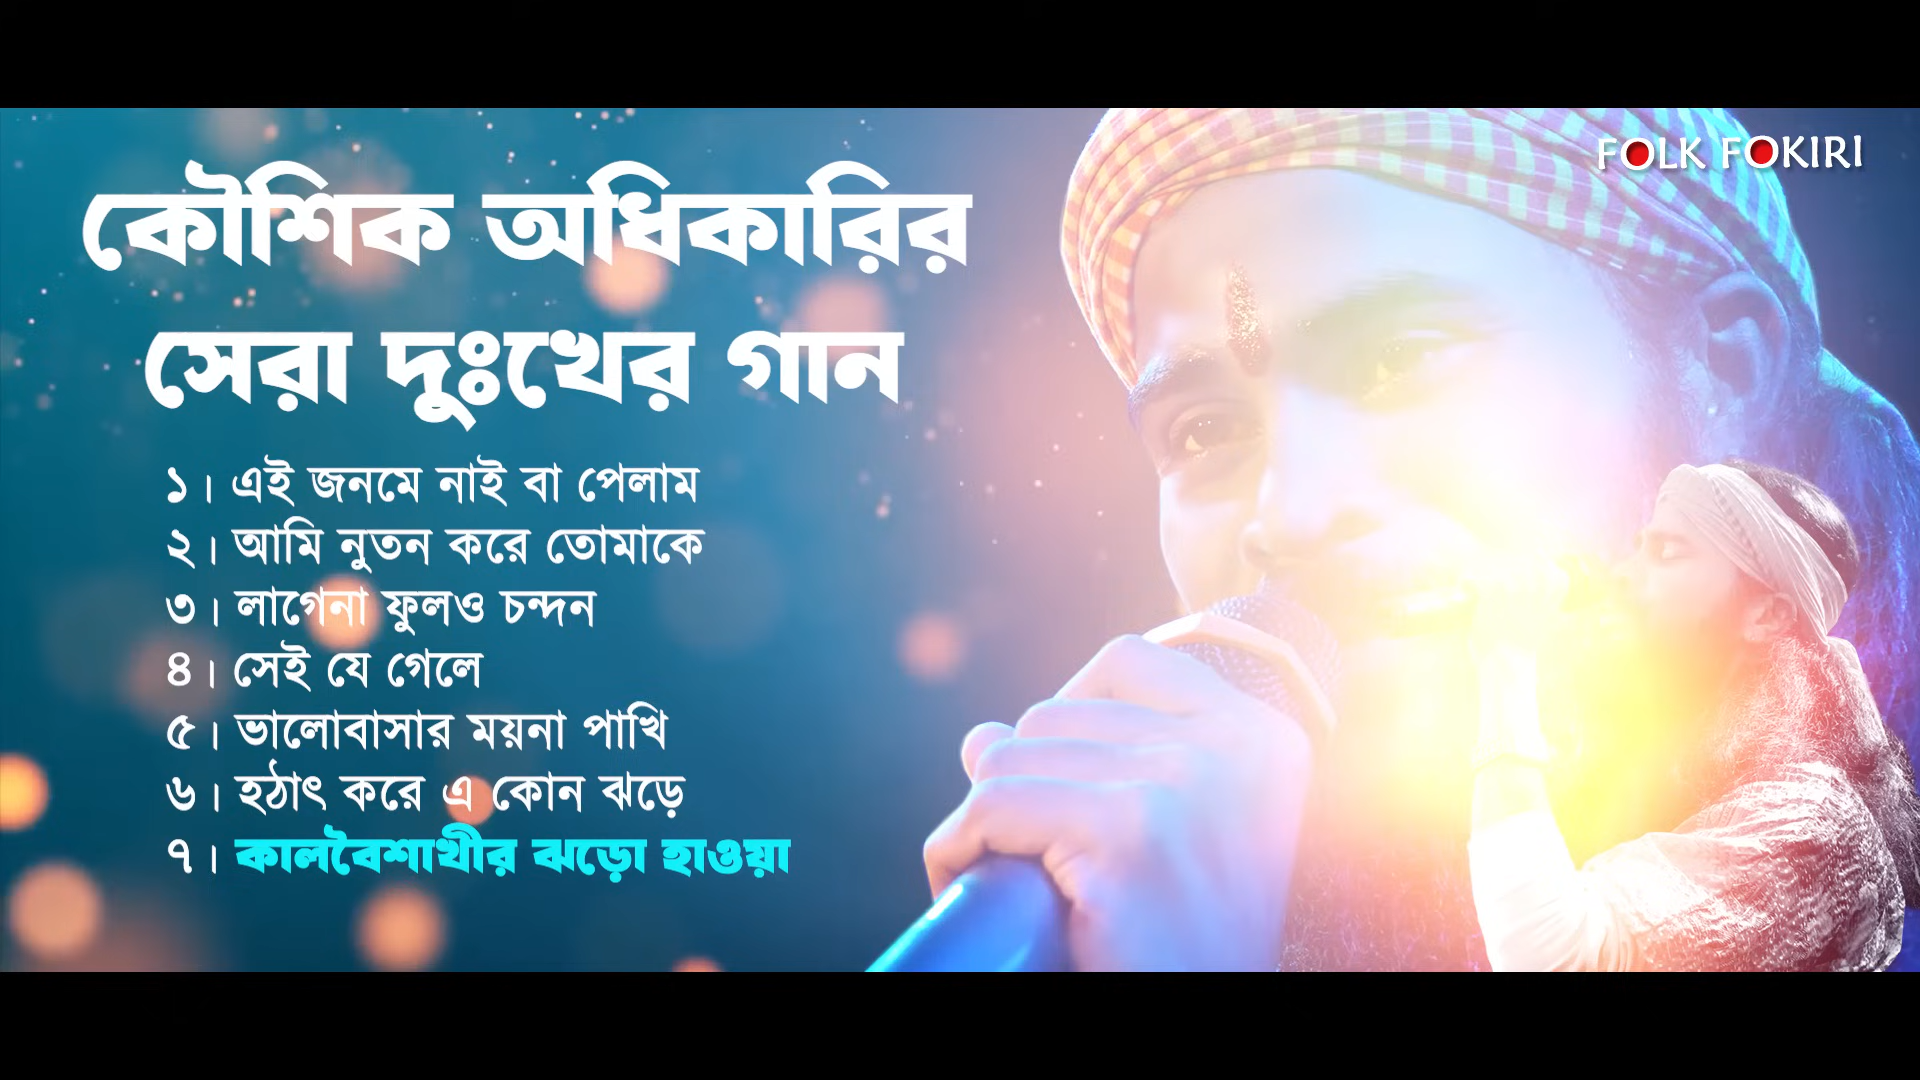 FOLK FOKIRI
কৌশিক অধিকারির
সেরা দুঃখের গান
১। এই জনমে নাই বা পেলাম
২। আমি নুতন করে তোমাকে
৩। লাগেনা ফুলও চন্দন
৪। সেই যে গেলে
৫। ভালোবাসার ময়না পাখি
৬। হঠাৎ করে এ কোন ঝড়ে
৭। কালবৈশাখীর ঝড়ো হাওয়া